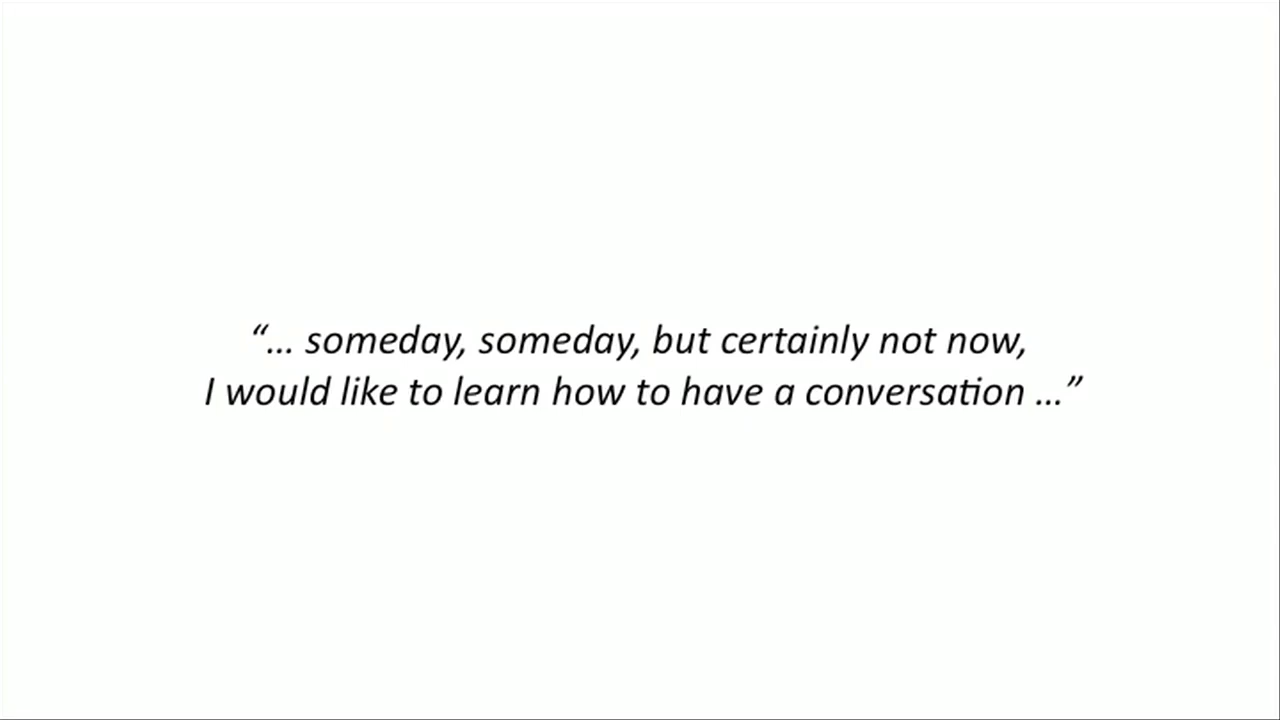 “... someday, someday, but certainly not now,
I would like to learn how to have a conversation ...”